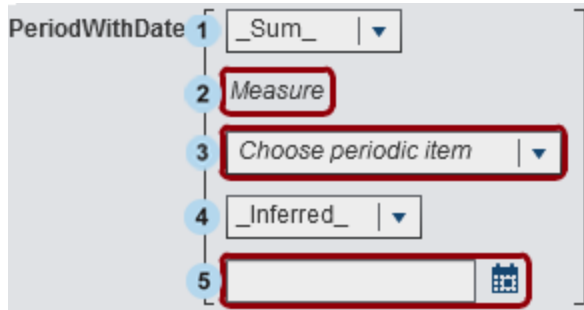 PeriodWithDate 1 _Sum_
2 Measure
3 Choose periodic item
4 _Inferred_
5